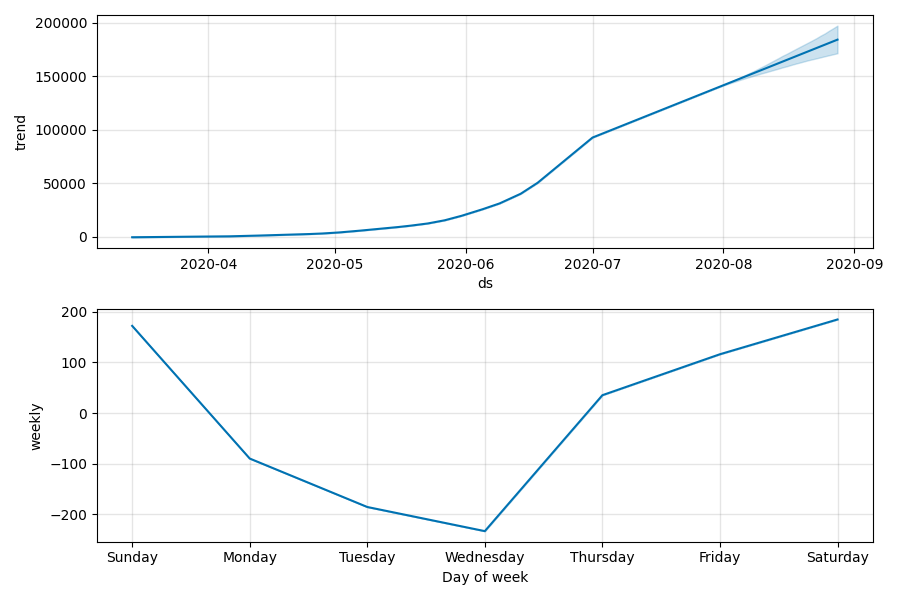 200000
150000
100000
50000
0
trend
2020-04 2020-05 2020-06 2020-07 2020-08 2020-09
ds
200
100
0
−100
−200
weekly
Sunday Monday Tuesday Wednesday Thursday Friday Saturday
Day of week